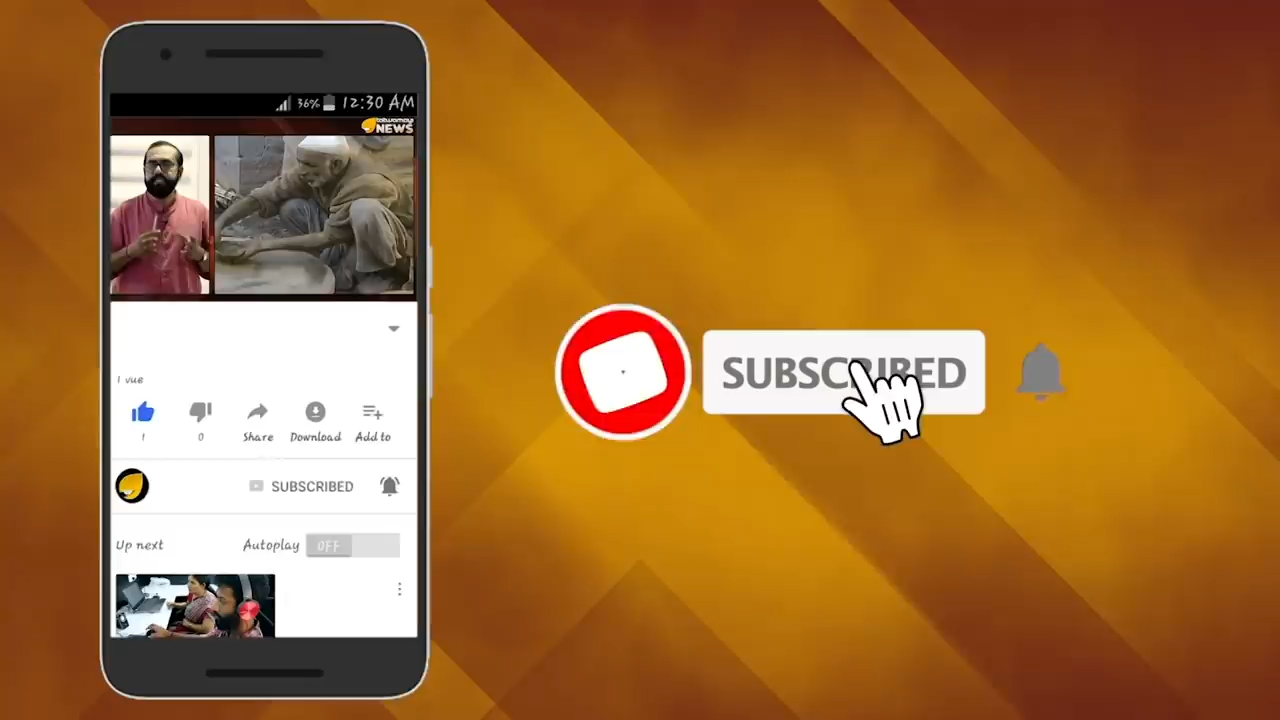 36% 12:30 AM
tatwamayi
NEWS
1 vue
1
0
Share
Download
Add to
SUBSCRIBED
Up next
Autoplay
OFF
SUBSCRIBED